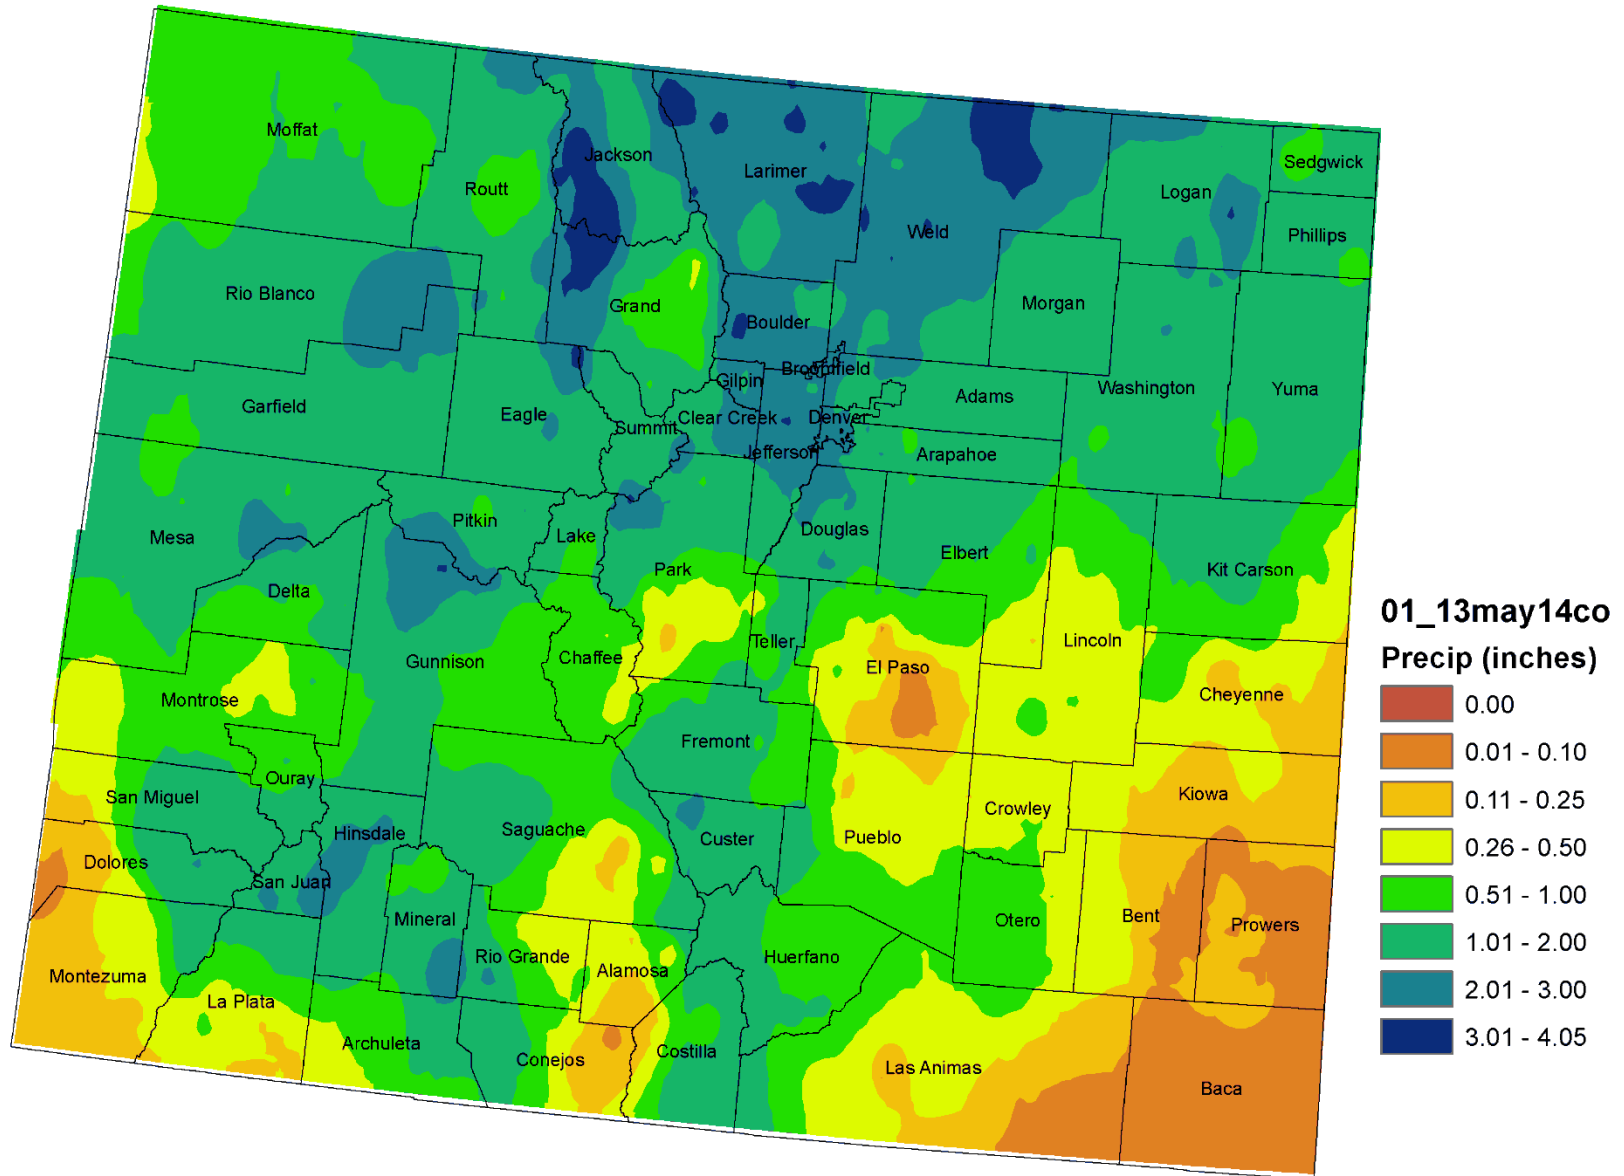 Moffat
Routt
Jackson
Larimer
Weld
Logan
Sedgwick
Phillips
Rio Blanco
Grand
Boulder
Morgan
Gilpin
Broomfield
Garfield
Eagle
Summit
Clear Creek
Denver
Adams
Washington
Yuma
Jefferson
Arapahoe
Mesa
Pitkin
Lake
Douglas
Elbert
Kit Carson
Delta
Park
Gunnison
Chaffee
Teller
El Paso
Lincoln
Cheyenne
Montrose
Fremont
Ouray
San Miguel
Hinsdale
Saguache
Custer
Pueblo
Crowley
Kiowa
Dolores
San Juan
Mineral
Rio Grande
Alamosa
Huerfano
Otero
Bent
Prowers
Montezuma
La Plata
Archuleta
Conejos
Costilla
Las Animas
Baca
01_13may14co
Precip (inches)
0.00
0.01 - 0.10
0.11 - 0.25
0.26 - 0.50
0.51 - 1.00
1.01 - 2.00
2.01 - 3.00
3.01 - 4.05